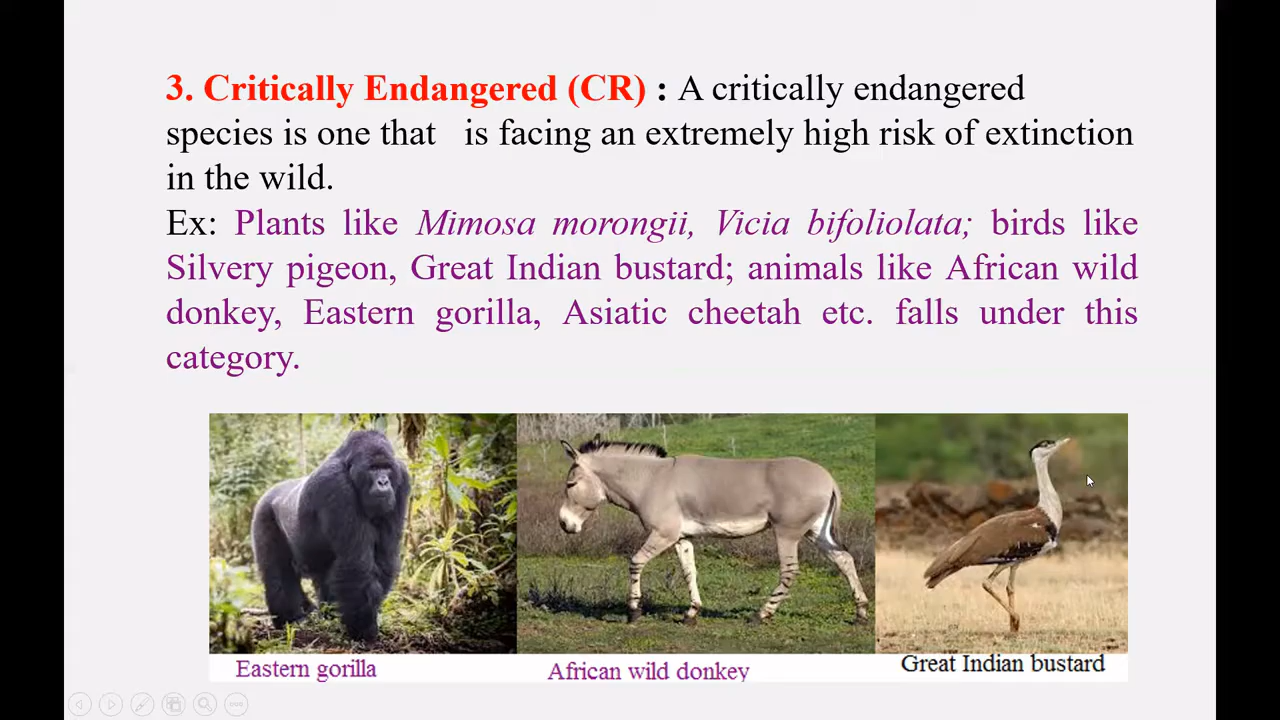 3. Critically Endangered (CR) : A critically endangered
species is one that is facing an extremely high risk of extinction
in the wild.
Ex: Plants like Mimosa morongii, Vicia bifoliolata; birds like
Silvery pigeon, Great Indian bustard; animals like African wild
donkey, Eastern gorilla, Asiatic cheetah etc. falls under this
category.
Eastern gorilla
African wild donkey
Great Indian bustard